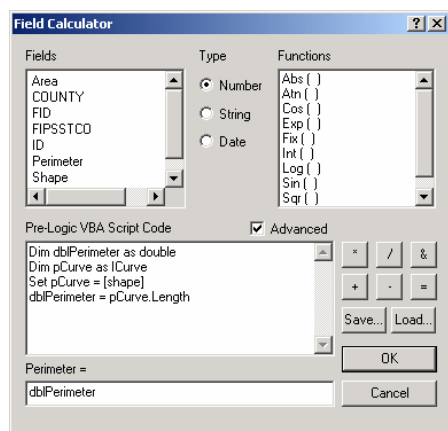 Field Calculator
Fields
Type
Functions
Area
COUNTY
FID
FIPSSTCO
ID
Perimeter
Shape
Number
String
Date
Abs ( )
Atn ( )
Cos ( )
Exp ( )
Fix ( )
Int ( )
Log ( )
Sin ( )
Sqr ( )
Pre-Logic VBA Script Code
Advanced
Dim dblPerimeter as double
Dim pCurve as ICurve
Set pCurve = [shape]
dblPerimeter = pCurve.Length
* / &
+ - =
Save... Load...
Perimeter =
dblPerimeter
OK
Cancel